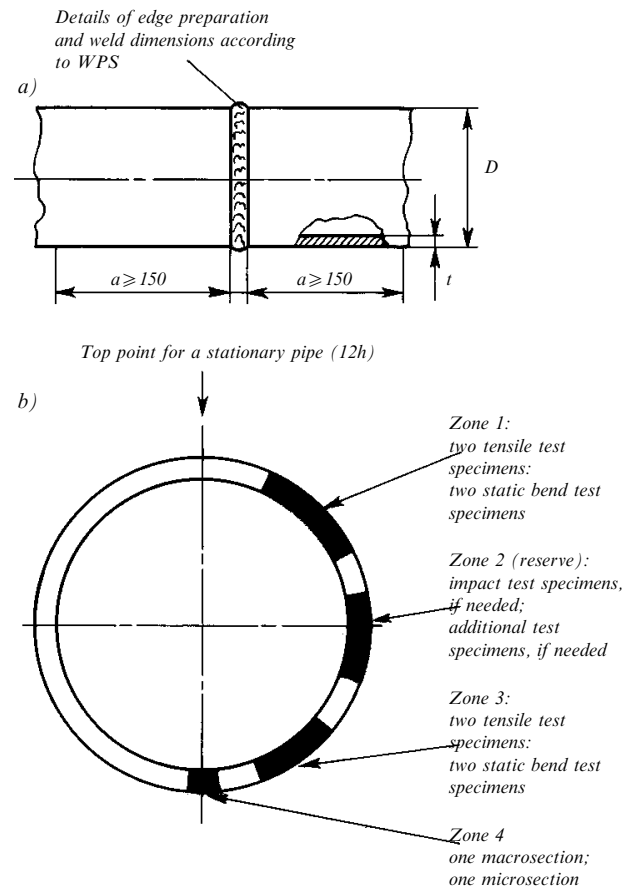 Details of edge preparation
and weld dimensions according
to WPS
a)
D
a ⩾ 150
a ⩾ 150
t
Top point for a stationary pipe (12h)
b)
Zone 1:
two tensile test
specimens:
two static bend test
specimens
Zone 2 (reserve):
impact test specimens,
if needed;
additional test
specimens, if needed
Zone 3:
two tensile test
specimens:
two static bend test
specimens
Zone 4
one macrosection;
one microsection